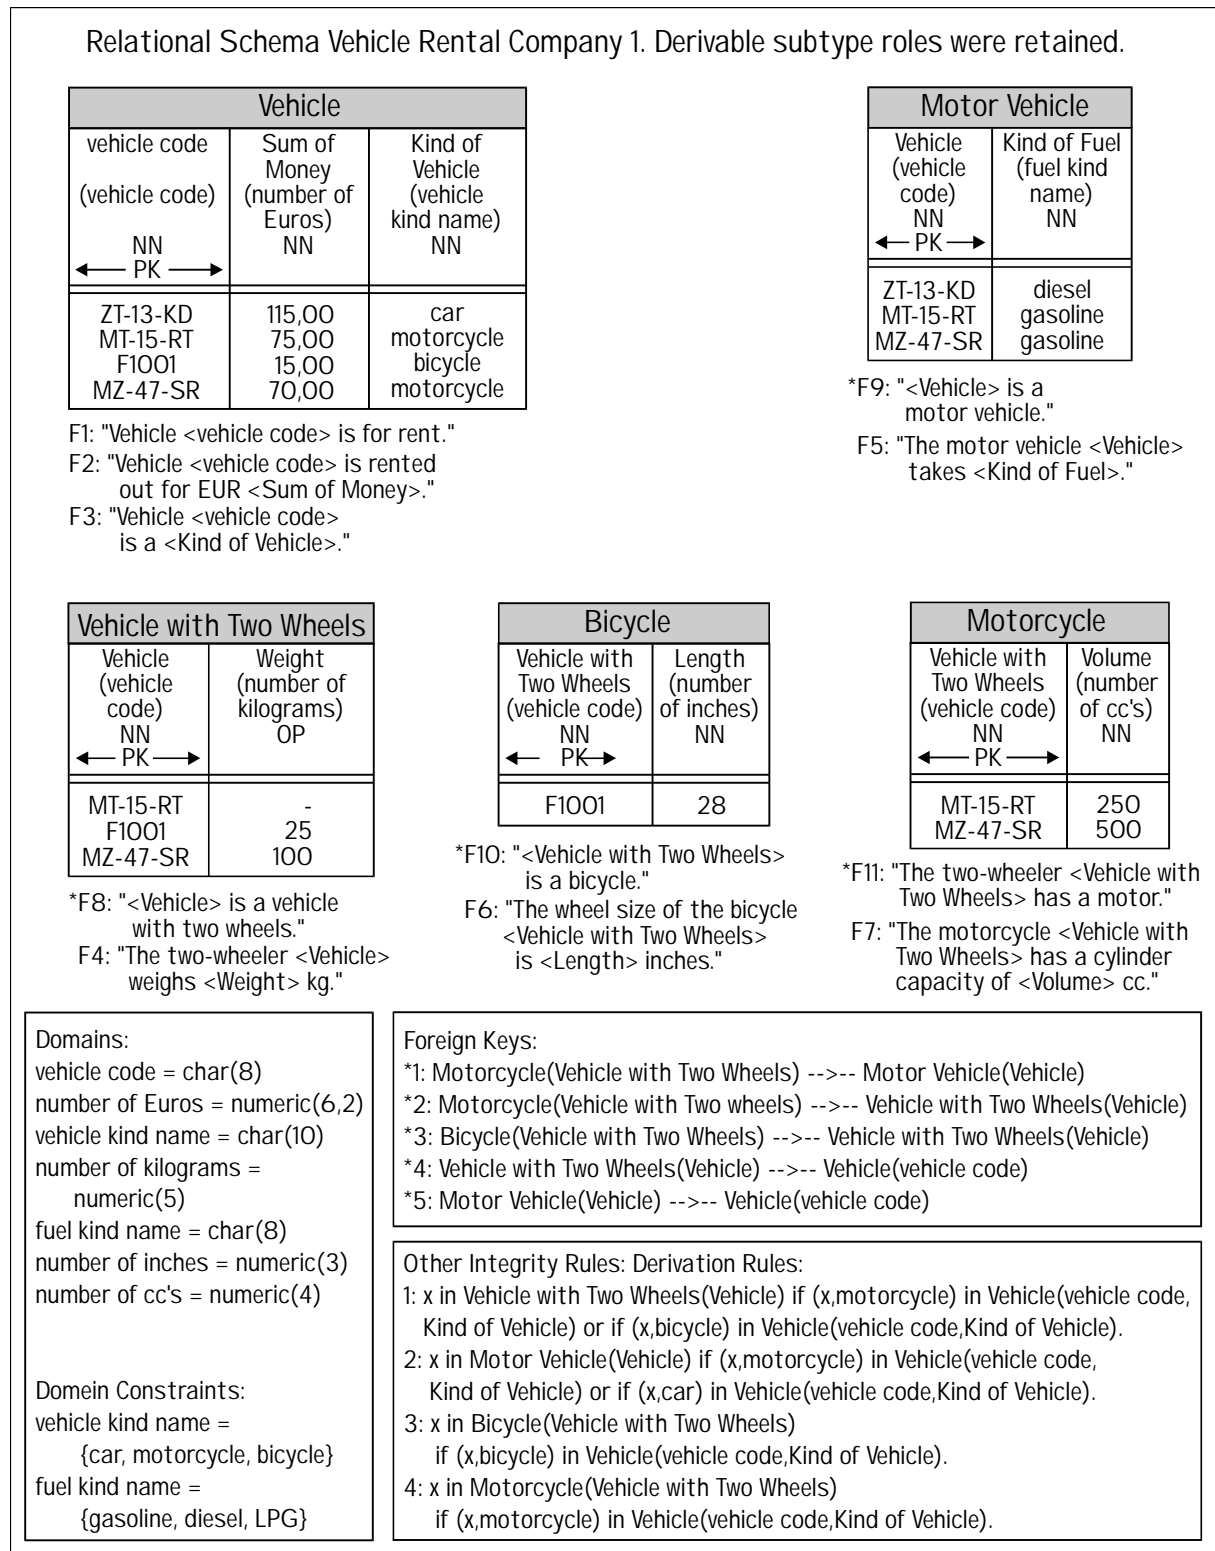 Relational Schema Vehicle Rental Company 1. Derivable subtype roles were retained.
Vehicle
vehicle code
(vehicle code)
NN
PK
Sum of
Money
(number of
Euros)
NN
Kind of
Vehicle
(vehicle
kind name)
NN
ZT-13-KD 115,00 car
MT-15-RT 75,00 motorcycle
F1001 15,00 bicycle
MZ-47-SR 70,00 motorcycle
F1: "Vehicle <vehicle code> is for rent."
F2: "Vehicle <vehicle code> is rented
out for EUR <Sum of Money>."
F3: "Vehicle <vehicle code>
is a <Kind of Vehicle>."
Motor Vehicle
Vehicle
(vehicle
code)
NN
PK
Kind of Fuel
(fuel kind
name)
NN
ZT-13-KD diesel
MT-15-RT gasoline
MZ-47-SR gasoline
*F9: "<Vehicle> is a
motor vehicle."
F5: "The motor vehicle <Vehicle>
takes <Kind of Fuel>."
Vehicle with Two Wheels
Vehicle
(vehicle
code)
NN
PK
Weight
(number of
kilograms)
OP
MT-15-RT -
F1001 25
MZ-47-SR 100
*F8: "<Vehicle> is a vehicle
with two wheels."
F4: "The two-wheeler <Vehicle>
weighs <Weight> kg."
Bicycle
Vehicle with
Two Wheels
(vehicle code)
NN
PK
Length
(number
of inches)
NN
F1001 28
*F10: "<Vehicle with Two Wheels>
is a bicycle."
F6: "The wheel size of the bicycle
<Vehicle with Two Wheels>
is <Length> inches."
Motorcycle
Vehicle with
Two Wheels
(vehicle code)
NN
PK
Volume
(number
of cc's)
NN
MT-15-RT 250
MZ-47-SR 500
*F11: "The two-wheeler <Vehicle with
Two Wheels> has a motor."
F7: "The motorcycle <Vehicle with
Two Wheels> has a cylinder
capacity of <Volume> cc."
Domains:
vehicle code = char(8)
number of Euros = numeric(6,2)
vehicle kind name = char(10)
number of kilograms =
numeric(5)
fuel kind name = char(8)
number of inches = numeric(3)
number of cc's = numeric(4)
Domein Constraints:
vehicle kind name =
{car, motorcycle, bicycle}
fuel kind name =
{gasoline, diesel, LPG}
Foreign Keys:
*1: Motorcycle(Vehicle with Two Wheels) -->-- Motor Vehicle(Vehicle)
*2: Motorcycle(Vehicle with Two wheels) -->-- Vehicle with Two Wheels(Vehicle)
*3: Bicycle(Vehicle with Two Wheels) -->-- Vehicle with Two Wheels(Vehicle)
*4: Vehicle with Two Wheels(Vehicle) -->-- Vehicle(vehicle code)
*5: Motor Vehicle(Vehicle) -->-- Vehicle(vehicle code)
Other Integrity Rules: Derivation Rules:
1: x in Vehicle with Two Wheels(Vehicle) if (x,motorcycle) in Vehicle(vehicle code,
Kind of Vehicle) or if (x,bicycle) in Vehicle(vehicle code,Kind of Vehicle).
2: x in Motor Vehicle(Vehicle) if (x,motorcycle) in Vehicle(vehicle code,
Kind of Vehicle) or if (x,car) in Vehicle(vehicle code,Kind of Vehicle).
3: x in Bicycle(Vehicle with Two Wheels)
if (x,bicycle) in Vehicle(vehicle code,Kind of Vehicle).
4: x in Motorcycle(Vehicle with Two Wheels)
if (x,motorcycle) in Vehicle(vehicle code,Kind of Vehicle).